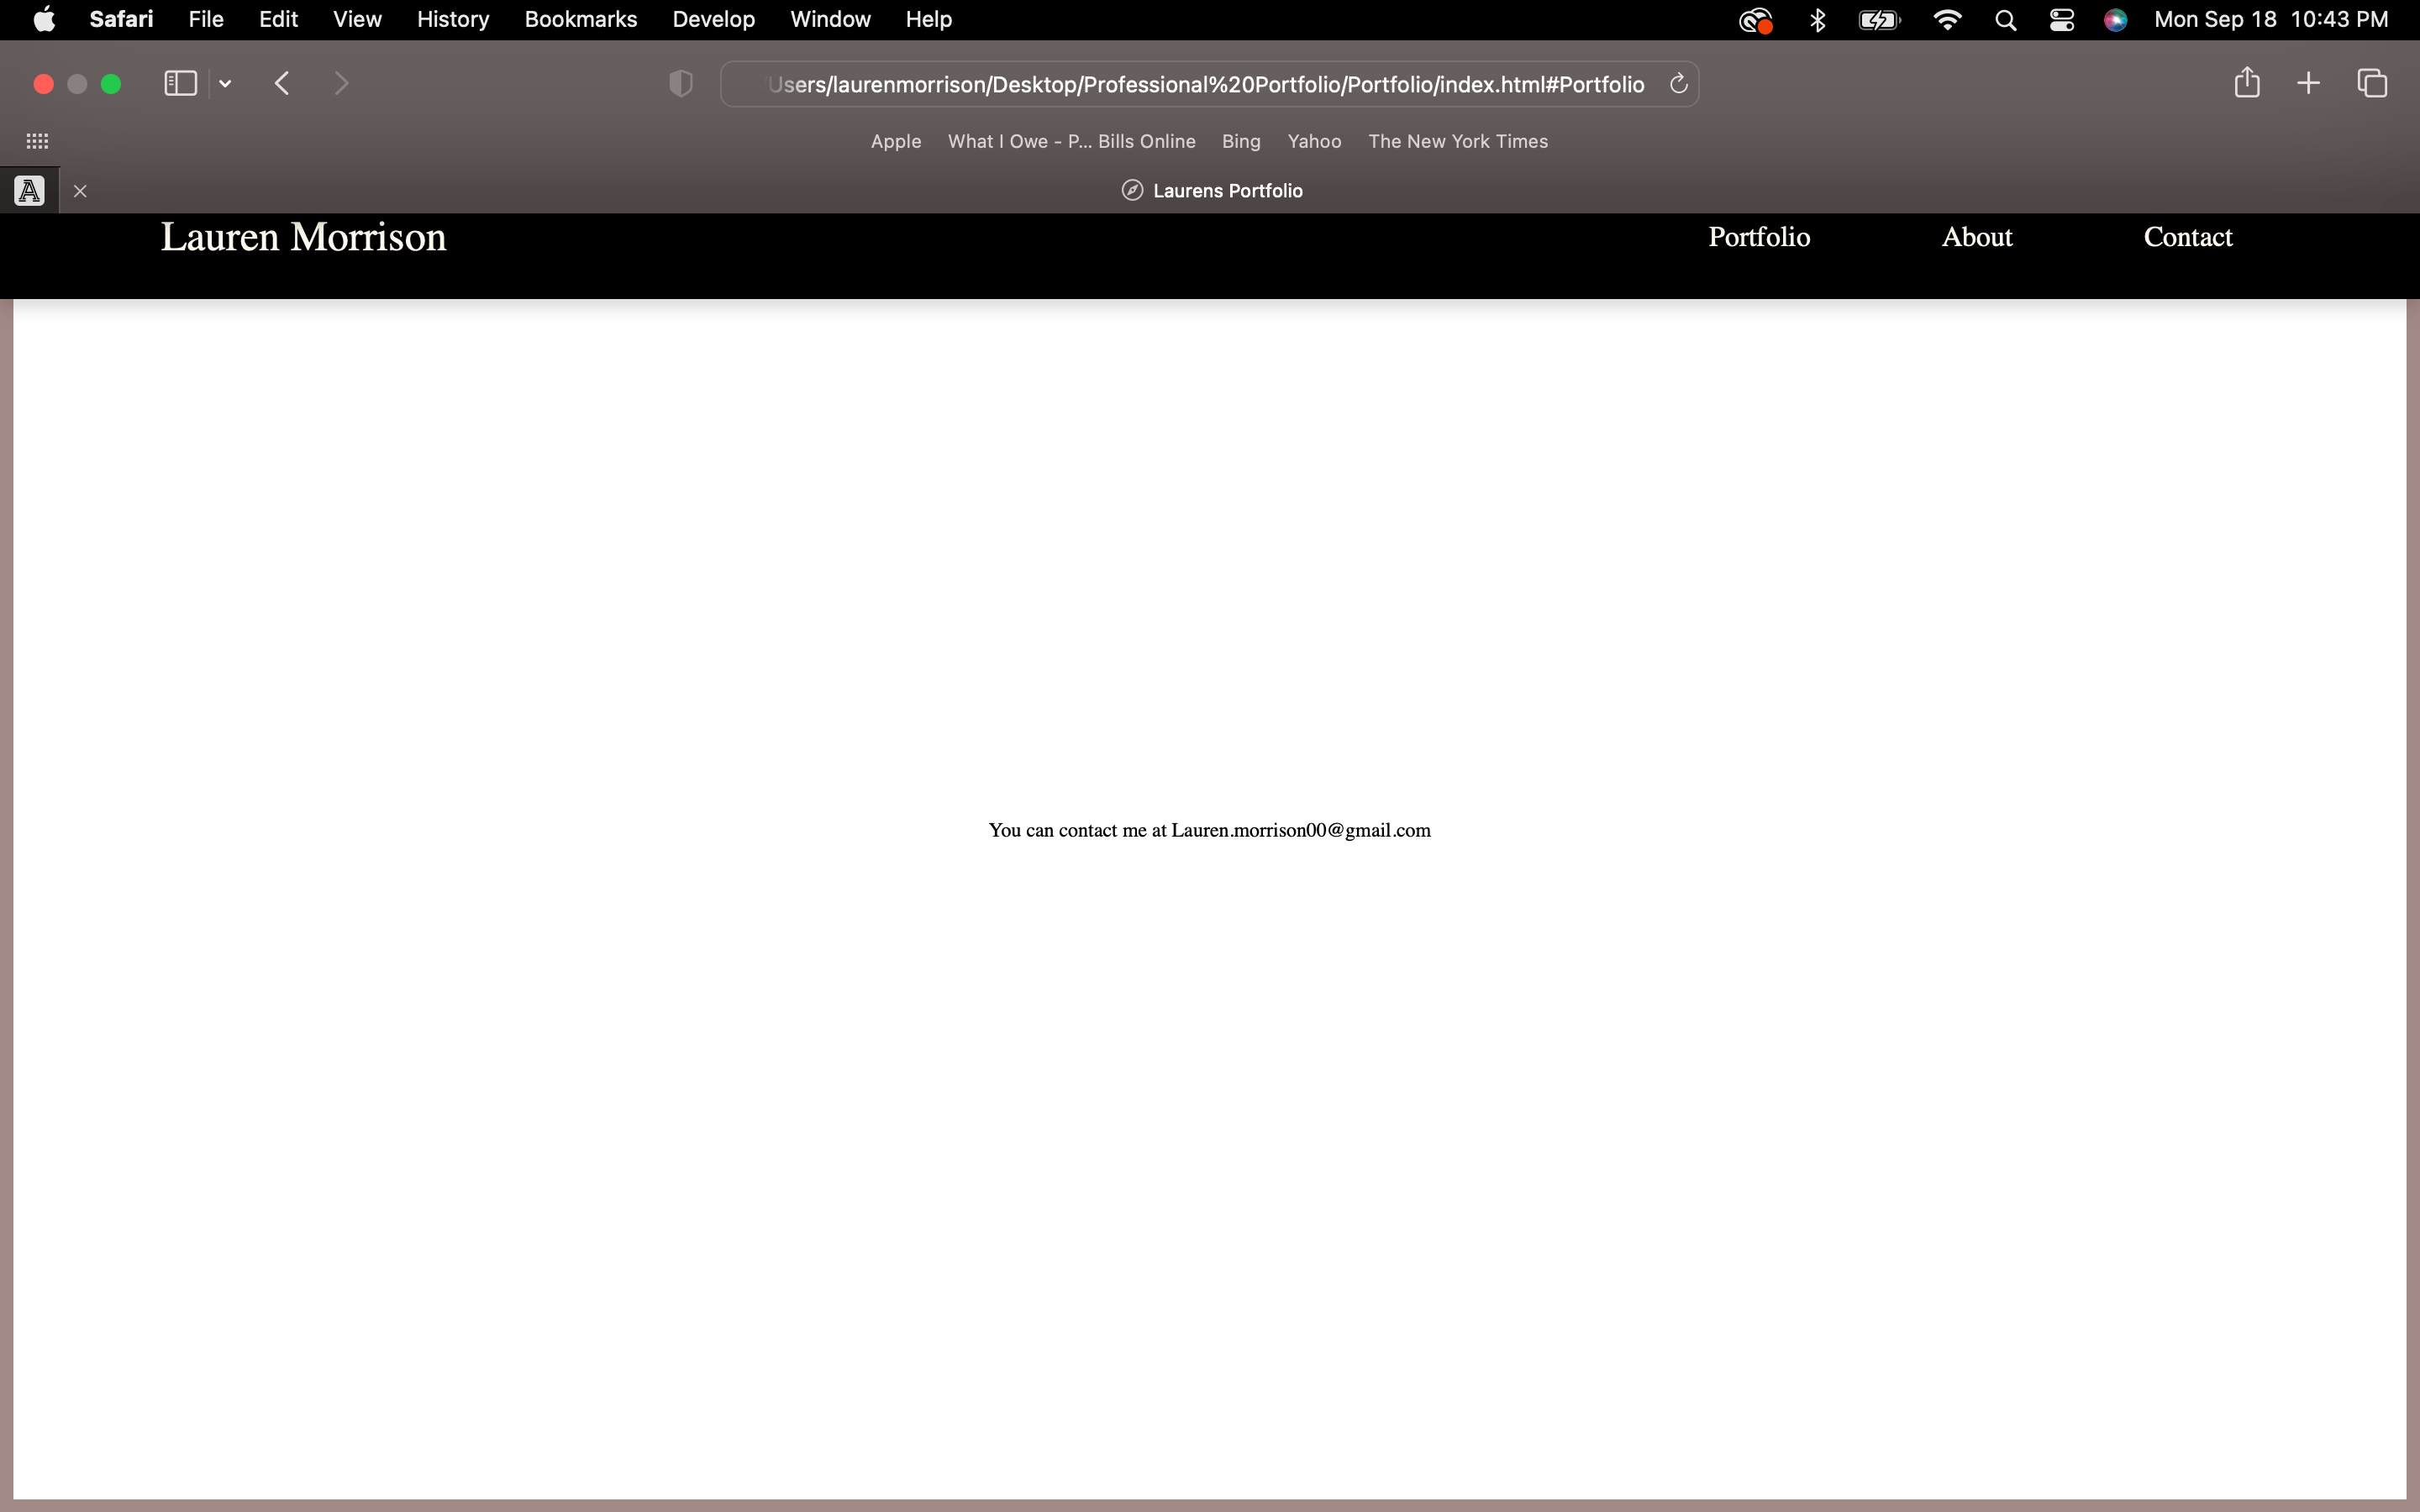 Safari File Edit View History Bookmarks Develop Window Help Mon Sep 18 10:43 PM
Users/laurenmorrison/Desktop/Professional%20Portfolio/Portfolio/index.html#Portfolio
Apple What I Owe - P... Bills Online Bing Yahoo The New York Times
A Laurens Portfolio
Lauren Morrison Portfolio About Contact
You can contact me at Lauren.morrison00@gmail.com